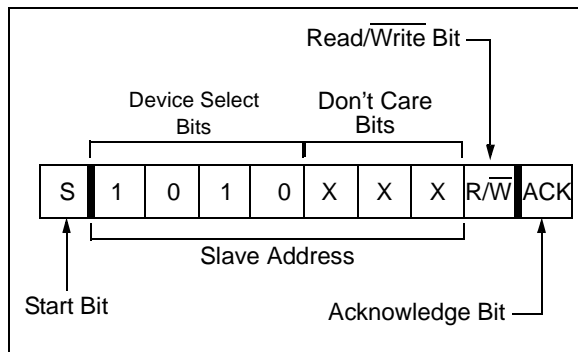 Read/Write Bit
Device Select Bits
Don't Care Bits
S 1 0 1 0 X X X R/W ACK
Slave Address
Start Bit
Acknowledge Bit